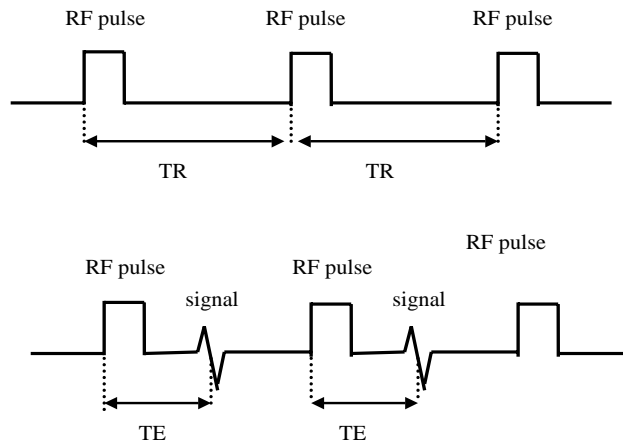 RF pulse RF pulse RF pulse
TR TR
RF pulse
RF pulse RF pulse
signal signal
TE TE